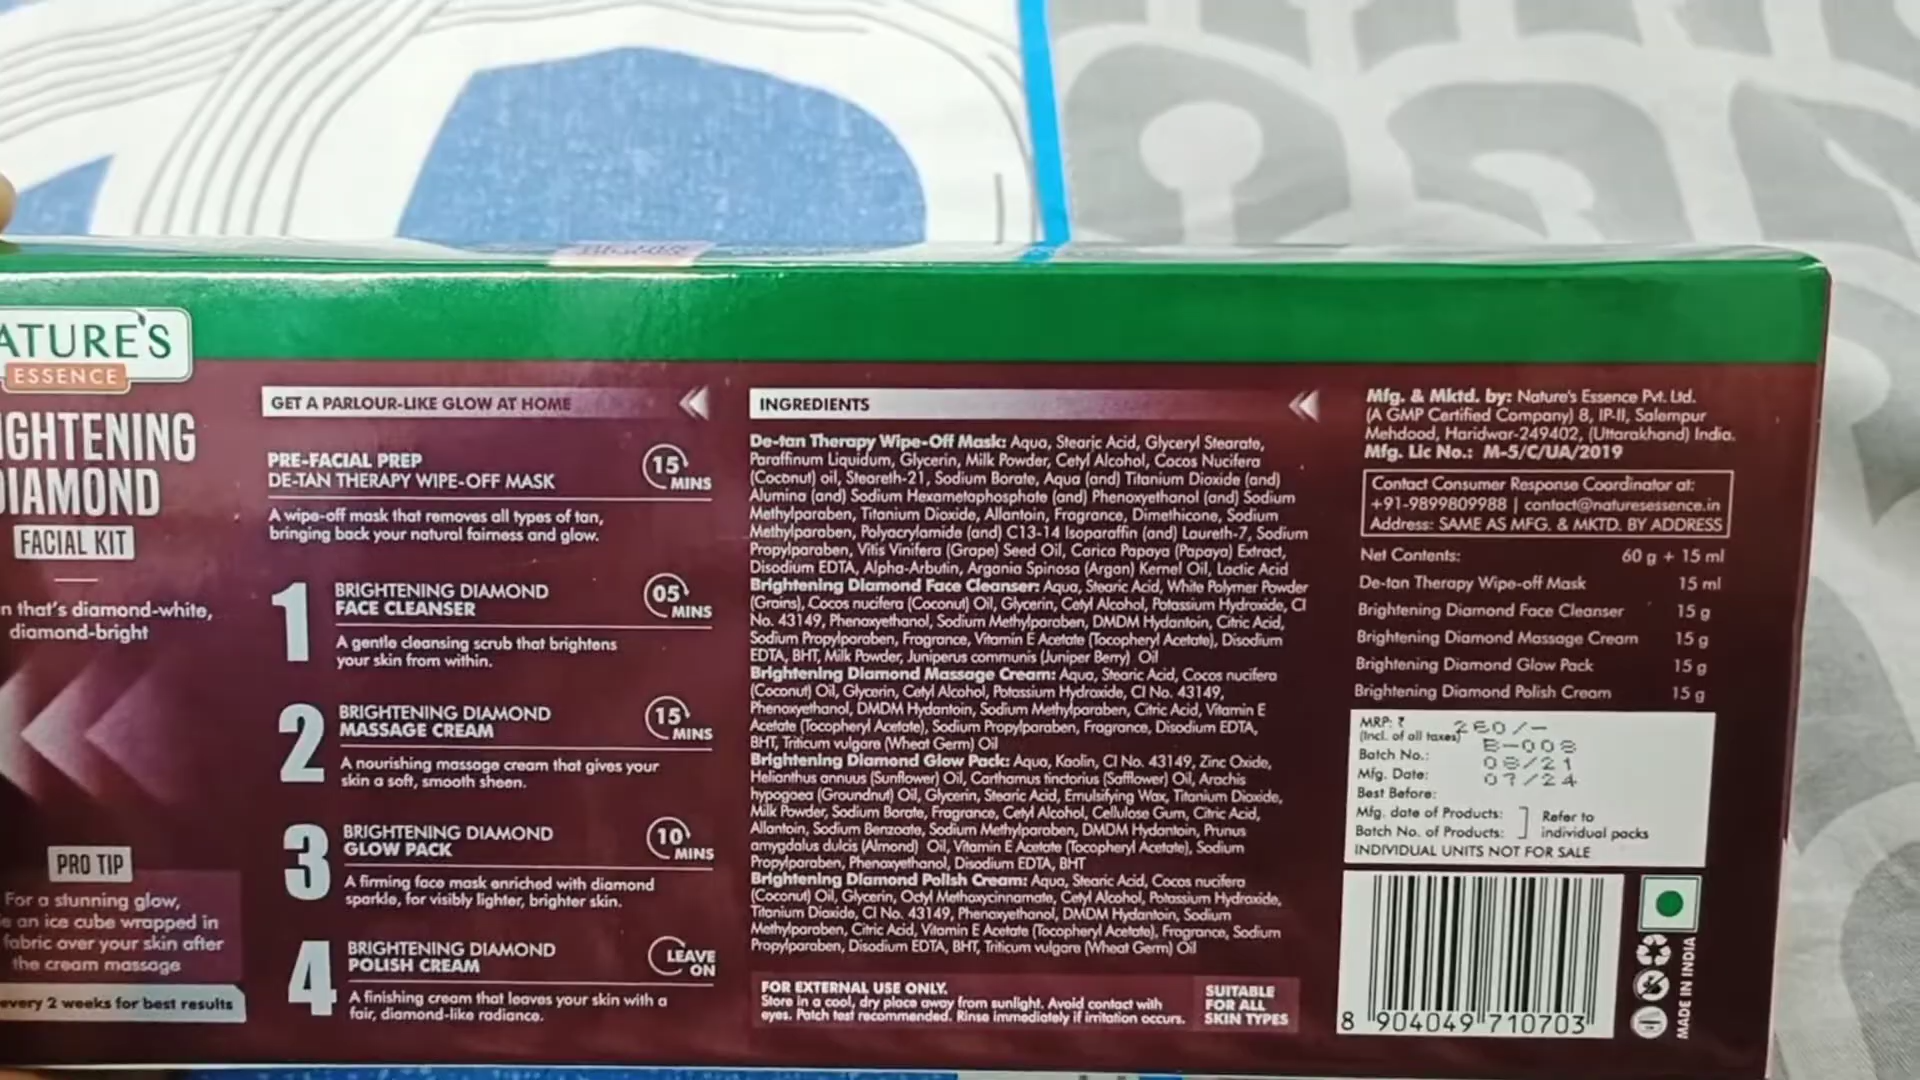 ATURE'S
ESSENCE
IGHTENING
DIAMOND
FACIAL KIT
n that's diamond-white,
diamond-bright
PRO TIP
For a stunning glow,
an ice cube wrapped in
fabric over your skin after
the cream massage
every 2 weeks for best results
GET A PARLOUR-LIKE GLOW AT HOME
PRE-FACIAL PREP
DE-TAN THERAPY WIPE-OFF MASK
15 MINS
A wipe-off mask that removes all types of tan,
bringing back your natural fairness and glow.
1
BRIGHTENING DIAMOND
FACE CLEANSER
05 MINS
A gentle cleansing scrub that brightens
your skin from within.
2
BRIGHTENING DIAMOND
MASSAGE CREAM
15 MINS
A nourishing massage cream that gives your
skin a soft, smooth sheen.
3
BRIGHTENING DIAMOND
GLOW PACK
10 MINS
A firming face mask enriched with diamond
sparkle, for visibly lighter, brighter skin.
4
BRIGHTENING DIAMOND
POLISH CREAM
LEAVE ON
A finishing cream that leaves your skin with a
fair, diamond-like radiance.
INGREDIENTS
De-tan Therapy Wipe-Off Mask: Aqua, Stearic Acid, Glyceryl Stearate,
Paraffinum Liquidum, Glycerin, Milk Powder, Cetyl Alcohol, Cocos Nucifera
(Coconut) oil, Steareth-21, Sodium Borate, Aqua (and) Titanium Dioxide (and)
Alumina (and) Sodium Hexametaphosphate (and) Phenoxyethanol (and) Sodium
Methylparaben, Titanium Dioxide, Allantoin, Fragrance, Dimethicone, Sodium
Methylparaben, Polyacrylamide (and) C13-14 Isoparaffin (and) Laureth-7, Sodium
Propylparaben, Vitis Vinifera (Grape) Seed Oil, Carica Papaya (Papaya) Extract,
Disodium EDTA, Alpha-Arbutin, Argania Spinosa (Argan) Kernel Oil, Lactic Acid
Brightening Diamond Face Cleanser: Aqua, Stearic Acid, White Polymer Powder
(Grains), Cocos nucifera (Coconut) Oil, Glycerin, Cetyl Alcohol, Potassium Hydroxide, CI
No. 43149, Phenoxyethanol, Sodium Methylparaben, DMDM Hydantoin, Citric Acid,
Sodium Propylparaben, Fragrance, Vitamin E Acetate (Tocopheryl Acetate), Disodium
EDTA, BHT, Milk Powder, Juniperus communis (Juniper Berry) Oil
Brightening Diamond Massage Cream: Aqua, Stearic Acid, Cocos nucifera
(Coconut) Oil, Glycerin, Cetyl Alcohol, Potassium Hydroxide, CI No. 43149,
Phenoxyethanol, DMDM Hydantoin, Sodium Methylparaben, Citric Acid, Vitamin E
Acetate (Tocopheryl Acetate), Sodium Propylparaben, Fragrance, Disodium EDTA,
BHT, Triticum vulgare (Wheat Germ) Oil
Brightening Diamond Glow Pack: Aqua, Kaolin, CI No. 43149, Zinc Oxide,
Helianthus annuus (Sunflower) Oil, Carthamus tinctorius (Safflower) Oil, Arachis
hypogaea (Groundnut) Oil, Glycerin, Stearic Acid, Emulsifying Wax, Titanium Dioxide,
Milk Powder, Sodium Borate, Fragrance, Cetyl Alcohol, Cellulose Gum, Citric Acid,
Allantoin, Sodium Benzoate, Sodium Methylparaben, DMDM Hydantoin, Prunus
amygdalus dulcis (Almond) Oil, Vitamin E Acetate (Tocopheryl Acetate), Sodium
Propylparaben, Phenoxyethanol, Disodium EDTA, BHT
Brightening Diamond Polish Cream: Aqua, Stearic Acid, Cocos nucifera
(Coconut) Oil, Glycerin, Octyl Methoxycinnamate, Cetyl Alcohol, Potassium Hydroxide,
Titanium Dioxide, CI No. 43149, Phenoxyethanol, DMDM Hydantoin, Sodium
Methylparaben, Citric Acid, Vitamin E Acetate (Tocopheryl Acetate), Fragrance, Sodium
Propylparaben, Disodium EDTA, BHT, Triticum vulgare (Wheat Germ) Oil
FOR EXTERNAL USE ONLY.
Store in a cool, dry place away from sunlight. Avoid contact with
eyes. Patch test recommended. Rinse immediately if irritation occurs.
SUITABLE
FOR ALL
SKIN TYPES
Mfg. & Mktd. by: Nature's Essence Pvt. Ltd.
(A GMP Certified Company) 8, IP-II, Salempur
Mehdood, Haridwar-249402, (Uttarakhand) India.
Mfg. Lic No.: M-5/C/UA/2019
Contact Consumer Response Coordinator at:
+91-9899809988 | contact@naturesessence.in
Address: SAME AS MFG. & MKTD. BY ADDRESS
Net Contents: 60 g + 15 ml
De-tan Therapy Wipe-off Mask 15 ml
Brightening Diamond Face Cleanser 15 g
Brightening Diamond Massage Cream 15 g
Brightening Diamond Glow Pack 15 g
Brightening Diamond Polish Cream 15 g
MRP: ₹ 260/-
(Incl. of all taxes)
Batch No.: B-008
Mfg. Date: 08/21
Best Before: 07/24
Mfg. date of Products: ] Refer to
Batch No. of Products: individual packs
INDIVIDUAL UNITS NOT FOR SALE
8 904049 710703
MADE IN INDIA